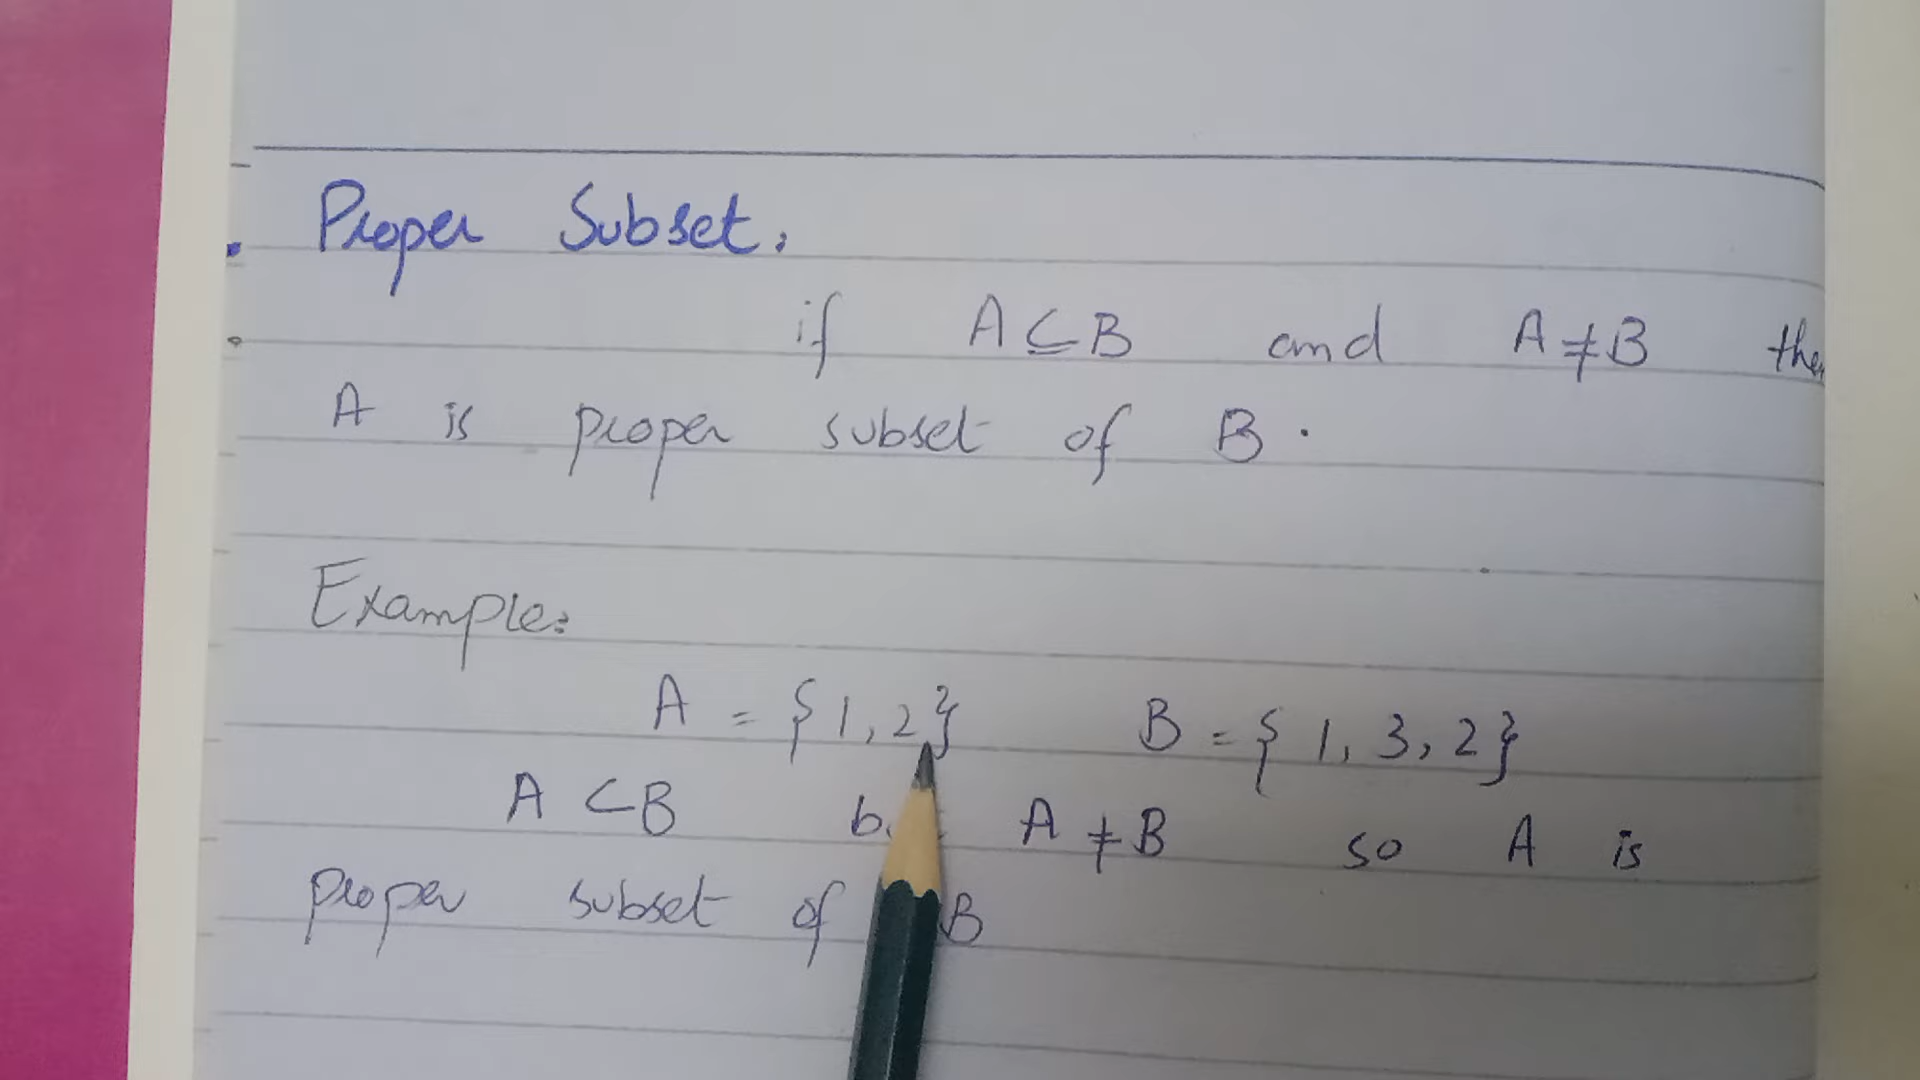 Proper Subset:
if A ⊆ B and A ≠ B then
A is proper subset of B.
Example:
A = {1, 2} B = { 1, 3, 2}
A ⊂ B A ≠ B so A is
proper subset of B